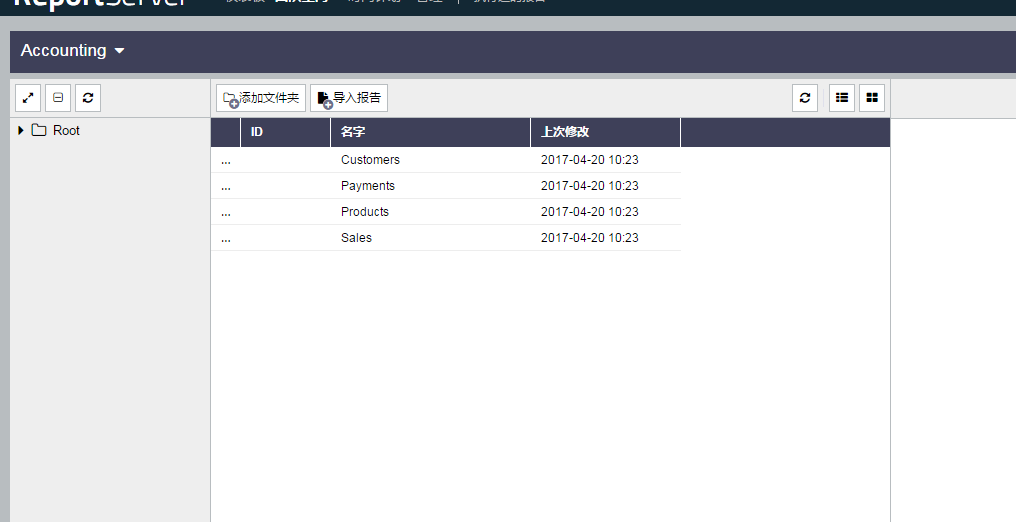 ReportServer
Accounting
添加文件夹 导入报告
Root
ID 名字 上次修改
... Customers 2017-04-20 10:23
... Payments 2017-04-20 10:23
... Products 2017-04-20 10:23
... Sales 2017-04-20 10:23